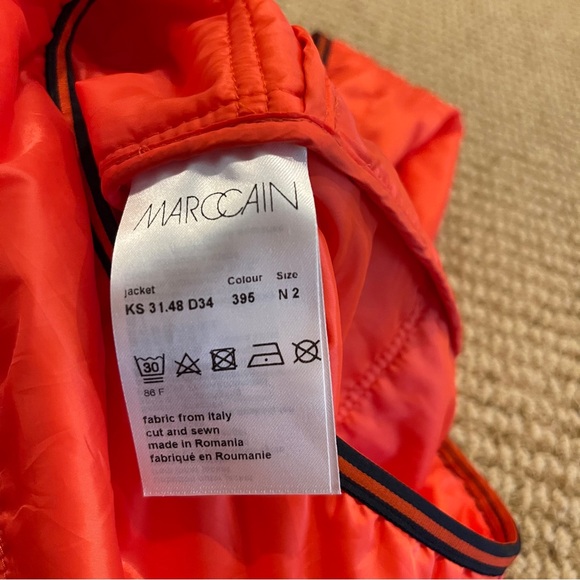 MARCCAIN
jacket Colour Size
KS 31.48 D34 395 N 2
30
86 F
fabric from Italy
cut and sewn
made in Romania
fabriqué en Roumanie